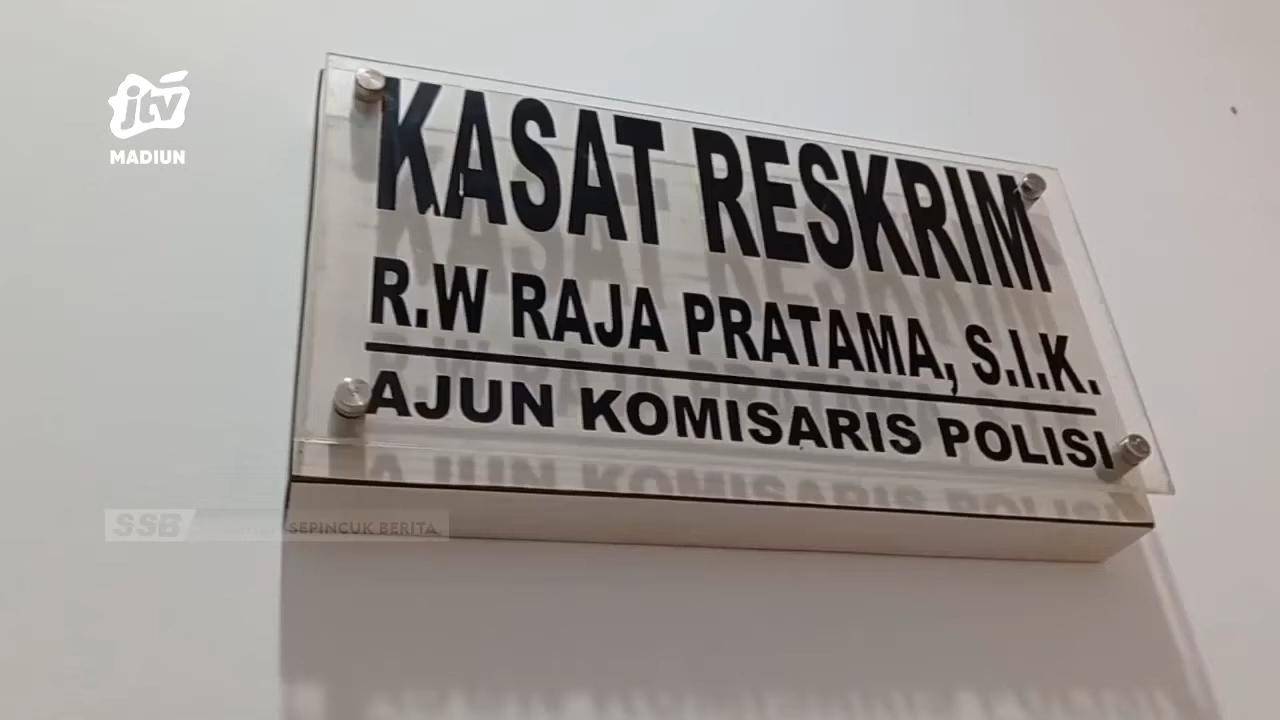 jtv
MADIUN
KASAT RESKRIM
R.W RAJA PRATAMA, S.I.K.
AJUN KOMISARIS POLISI
SSB
SEPINCUK BERITA